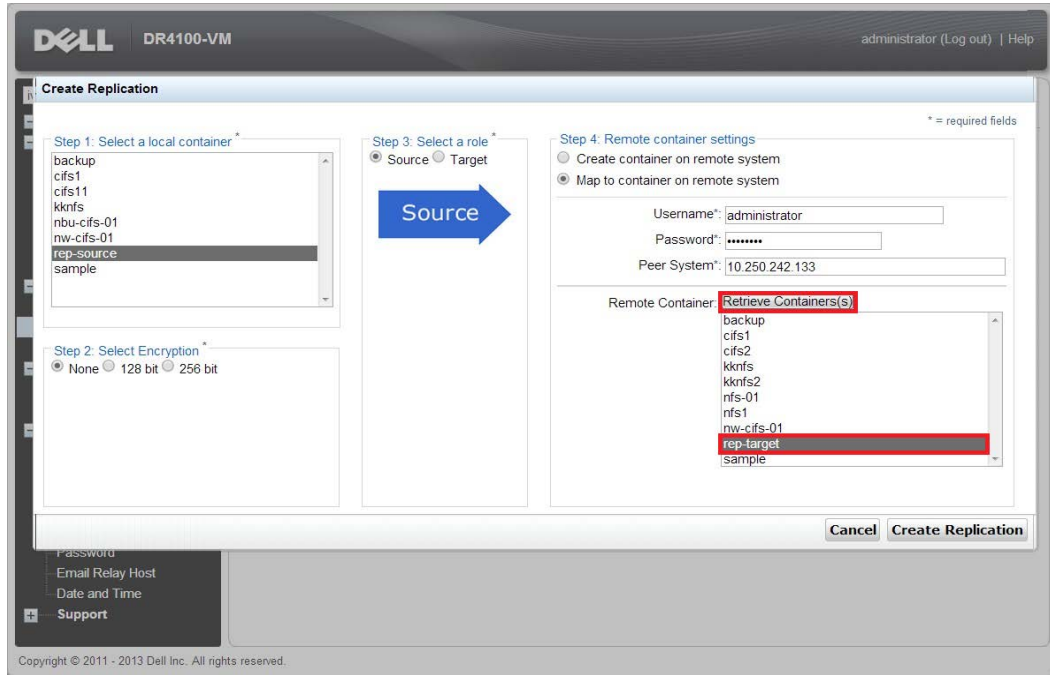 DELL DR4100-VM
administrator (Log out) | Help
Create Replication
* = required fields
Step 1: Select a local container *
backup
cifs1
cifs11
kknfs
nbu-cifs-01
nw-cifs-01
rep-source
sample
Step 2: Select Encryption *
None 128 bit 256 bit
Step 3: Select a role *
Source Target
Source
Step 4: Remote container settings
Create container on remote system
Map to container on remote system
Username*: administrator
Password*: ••••••••
Peer System*: 10.250.242.133
Remote Container: Retrieve Containers(s)
backup
cifs1
cifs2
kknfs
kknfs2
nfs-01
nfs1
nw-cifs-01
rep-target
sample
Cancel Create Replication
Password
Email Relay Host
Date and Time
Support
Copyright © 2011 - 2013 Dell Inc. All rights reserved.